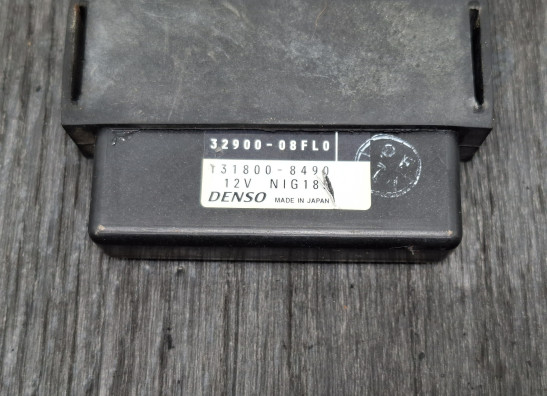 32900-08FL0
131800-8490
12V NIG18
DENSO MADE IN JAPAN